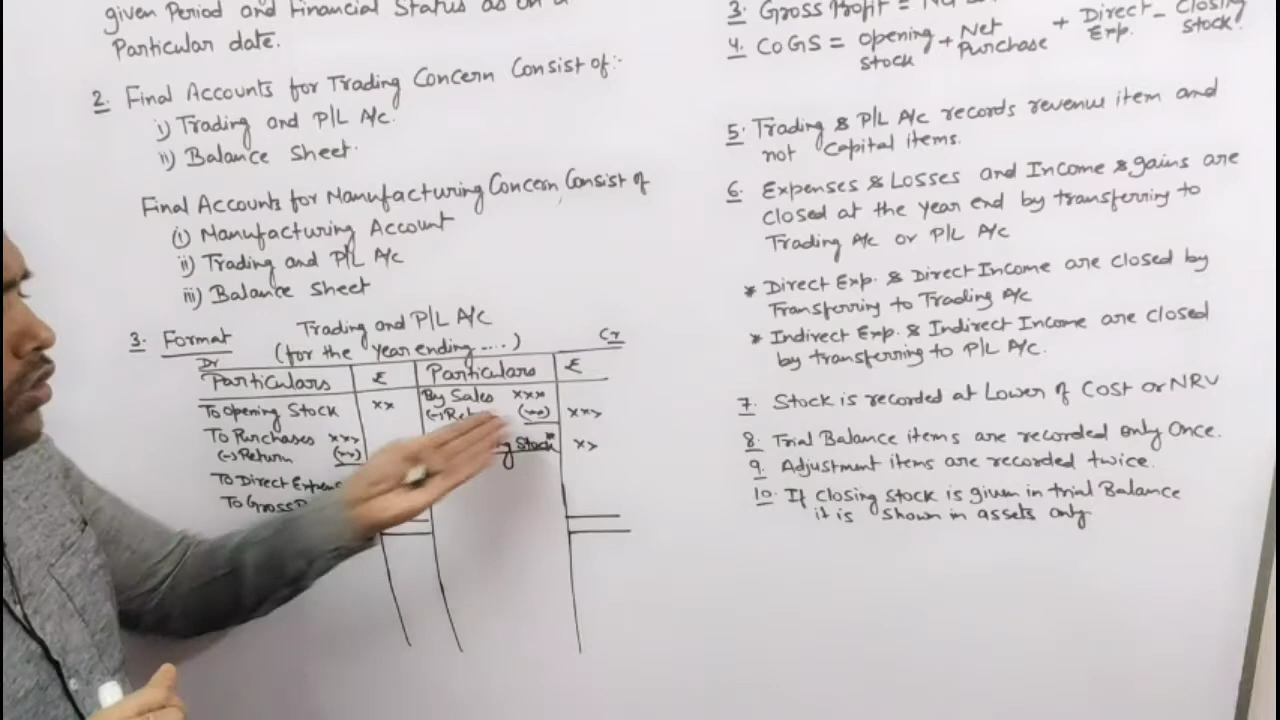 given Period and Financial Status as on a
Particular date.
2. Final Accounts for Trading Concern Consist of:-
i) Trading and P/L A/c.
ii) Balance Sheet.
Final Accounts for Manufacturing Concern Consist of
(i) Manufacturing Account
ii) Trading and P/L A/c
iii) Balance Sheet
3. Format
Trading and P/L A/c
(for the year ending ....)
Dr Cr
Particulars ₹ Particulars ₹
To Opening Stock xx By Sales xxx
(-) (xx) xxx
To Purchases xxx Stock xx
(-) Return (xx)
To Direct
To Gross
3. Gross Profit =
4. COGS = Opening Stock + Net Purchase + Direct Exp. - Closing Stock.
5. Trading & P/L A/c records revenue item and
not Capital items.
6. Expenses & Losses and Income & gains are
closed at the year end by transferring to
Trading A/c or P/L A/c
* Direct Exp. & Direct Income are closed by
Transferring to Trading A/c
* Indirect Exp. & Indirect Income are closed
by transferring to P/L A/c.
7. Stock is recorded at Lower of Cost or NRV
8. Trial Balance items are recorded only Once.
9. Adjustment items are recorded twice.
10. If Closing Stock is given in trial Balance
it is shown in assets only